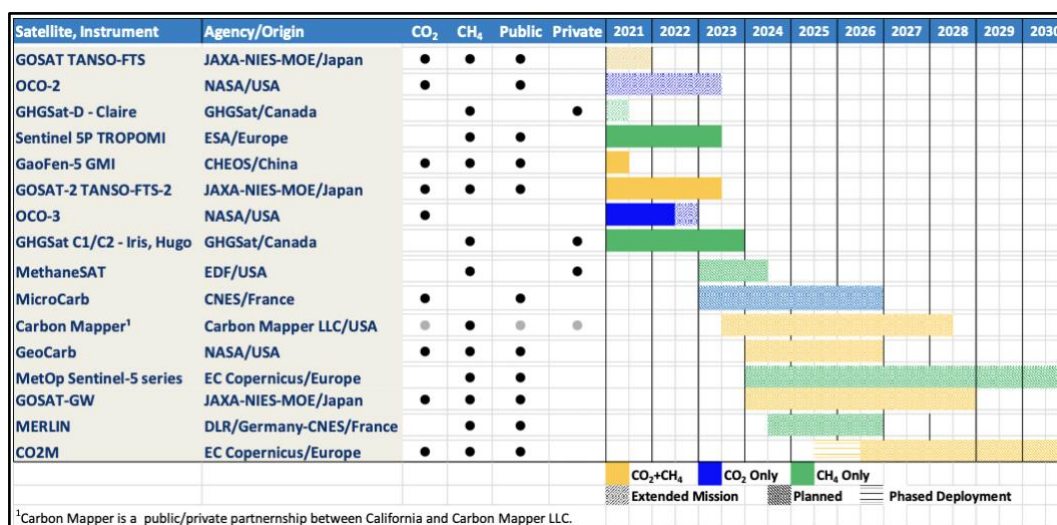 Satellite, Instrument Agency/Origin CO₂ CH₄ Public Private 2021 2022 2023 2024 2025 2026 2027 2028 2029 2030
GOSAT TANSO-FTS JAXA-NIES-MOE/Japan
OCO-2 NASA/USA
GHGSat-D - Claire GHGSat/Canada
Sentinel 5P TROPOMI ESA/Europe
GaoFen-5 GMI CHEOS/China
GOSAT-2 TANSO-FTS-2 JAXA-NIES-MOE/Japan
OCO-3 NASA/USA
GHGSat C1/C2 - Iris, Hugo GHGSat/Canada
MethaneSAT EDF/USA
MicroCarb CNES/France
Carbon Mapper¹ Carbon Mapper LLC/USA
GeoCarb NASA/USA
MetOp Sentinel-5 series EC Copernicus/Europe
GOSAT-GW JAXA-NIES-MOE/Japan
MERLIN DLR/Germany-CNES/France
CO2M EC Copernicus/Europe
CO₂+CH₄ CO₂ Only CH₄ Only
Extended Mission Planned Phased Deployment
¹Carbon Mapper is a public/private partnernship between California and Carbon Mapper LLC.